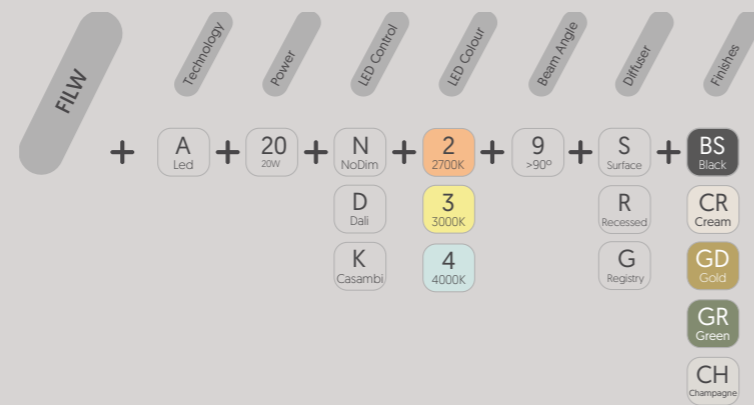 FILW
Technology
Power
LED Control
LED Colour
Beam Angle
Diffuser
Finishes
+ A + 20 + N + 2 + 9 + S + BS
Led 20W NoDim 2700K >90º Surface Black
D 3 R CR
Dali 3000K Recessed Cream
K 4 G GD
Casambi 4000K Registry Gold
GR
Green
CH
Champagne